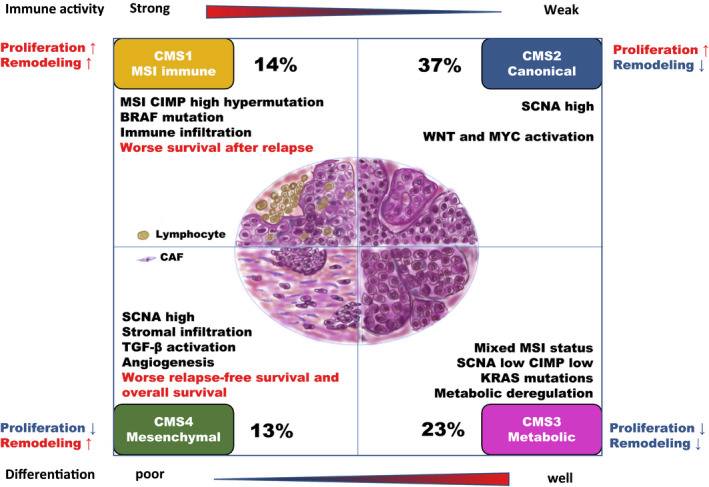 Immune activity Strong Weak
Proliferation ↑
Remodeling ↑
CMS1
MSI immune
14%
37%
CMS2
Canonical
Proliferation ↑
Remodeling ↓
MSI CIMP high hypermutation
BRAF mutation
Immune infiltration
Worse survival after relapse
SCNA high
WNT and MYC activation
Lymphocyte
CAF
SCNA high
Stromal infiltration
TGF-β activation
Angiogenesis
Worse relapse-free survival and
overall survival
Mixed MSI status
SCNA low CIMP low
KRAS mutations
Metabolic deregulation
Proliferation ↓
Remodeling ↑
CMS4
Mesenchymal
13%
23%
CMS3
Metabolic
Proliferation ↓
Remodeling ↓
Differentiation poor well